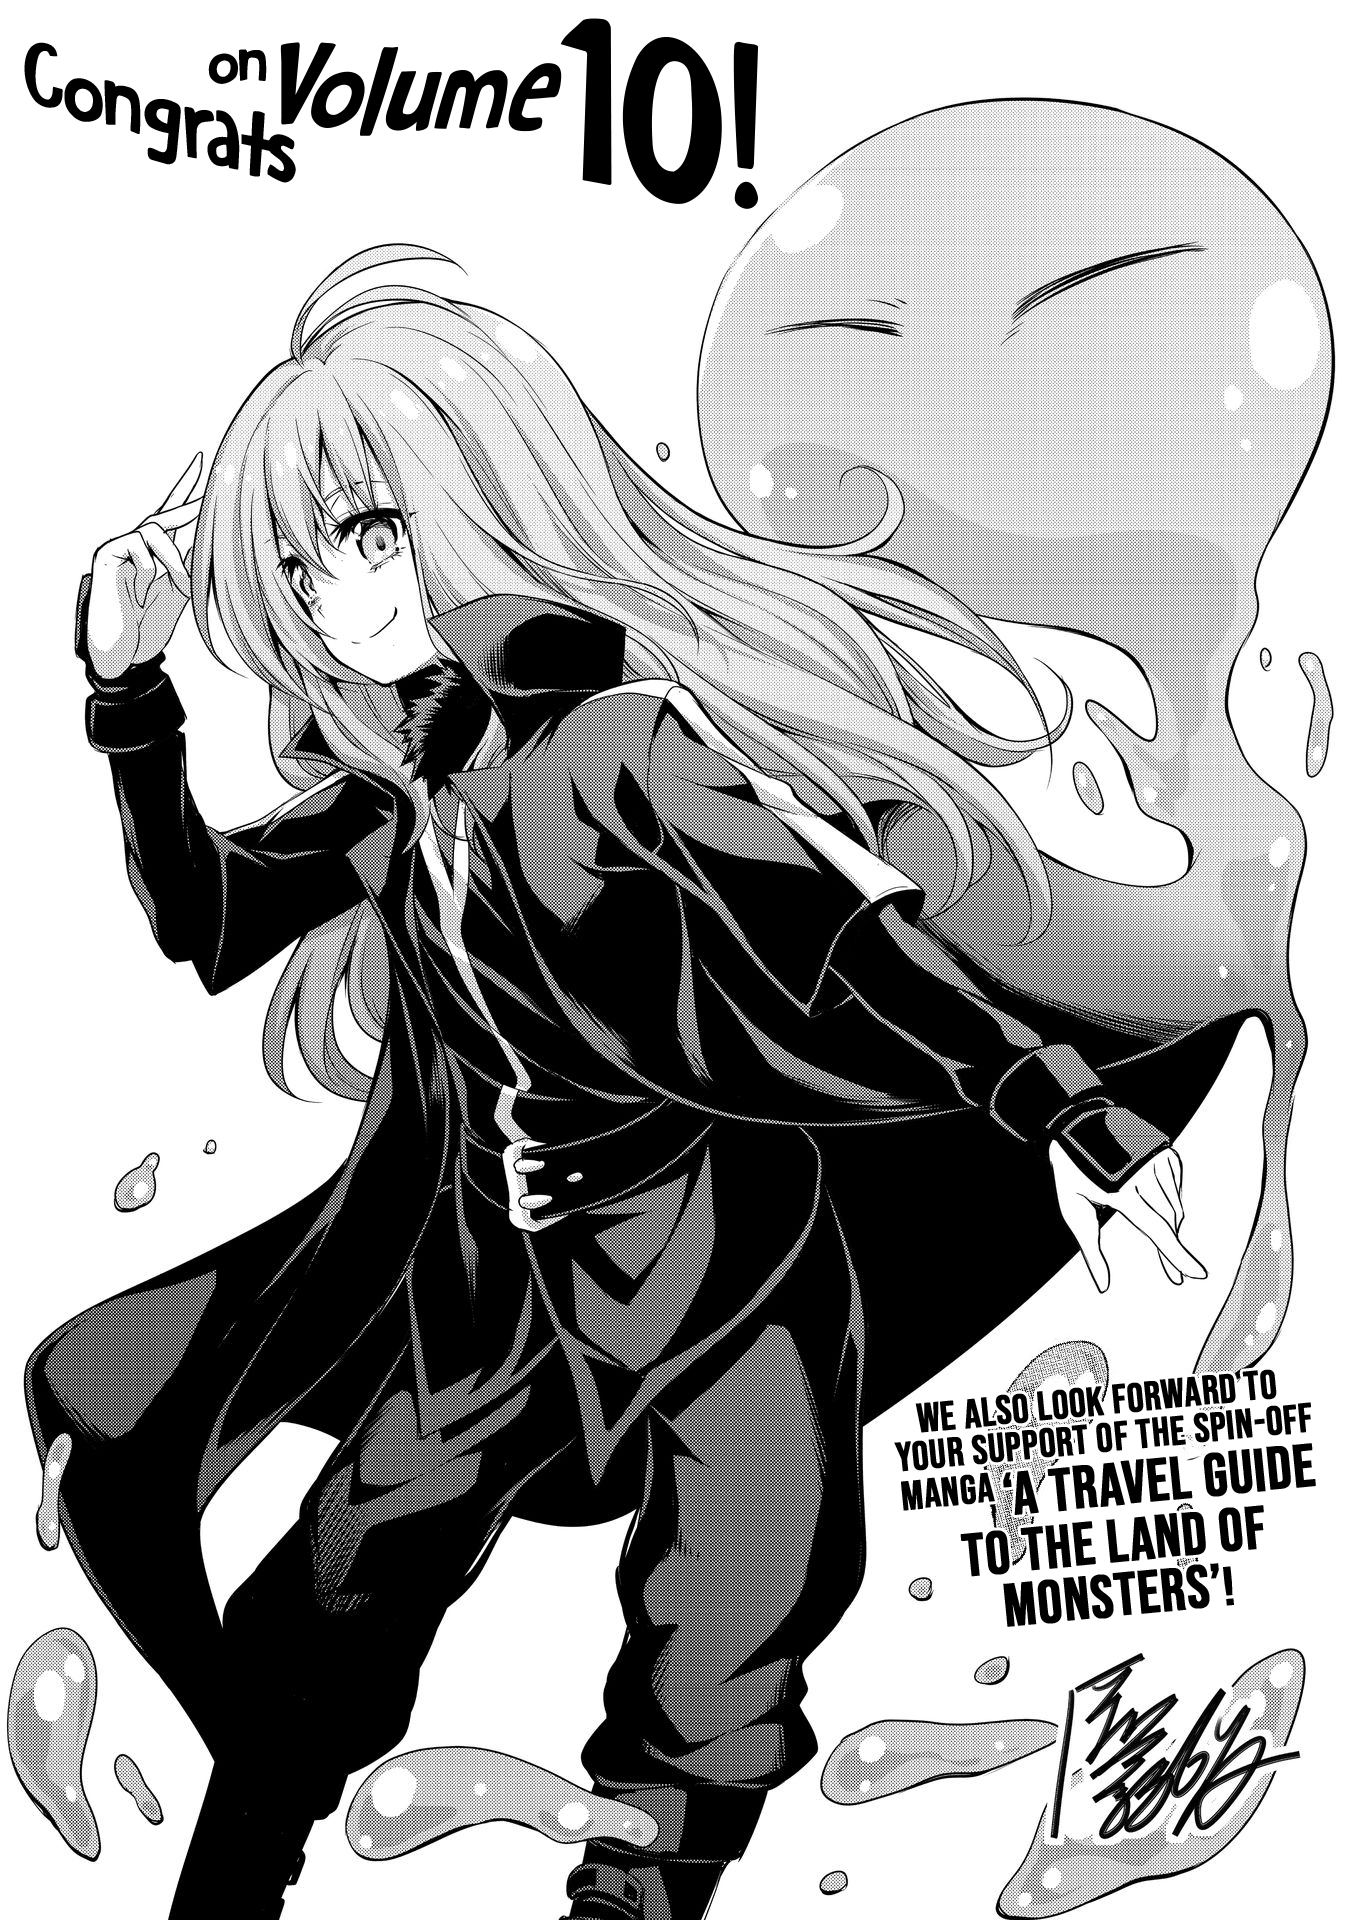 Congrats
on Volume 10!
WE ALSO LOOK FORWARD TO
YOUR SUPPORT OF THE SPIN-OFF
MANGA 'A TRAVEL GUIDE
TO THE LAND OF
MONSTERS'!